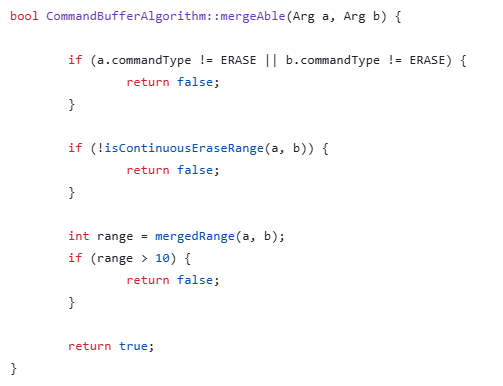 bool CommandBufferAlgorithm::mergeAble(Arg a, Arg b) {
if (a.commandType != ERASE || b.commandType != ERASE) {
return false;
}
if (!isContinuousEraseRange(a, b)) {
return false;
}
int range = mergedRange(a, b);
if (range > 10) {
return false;
}
return true;
}